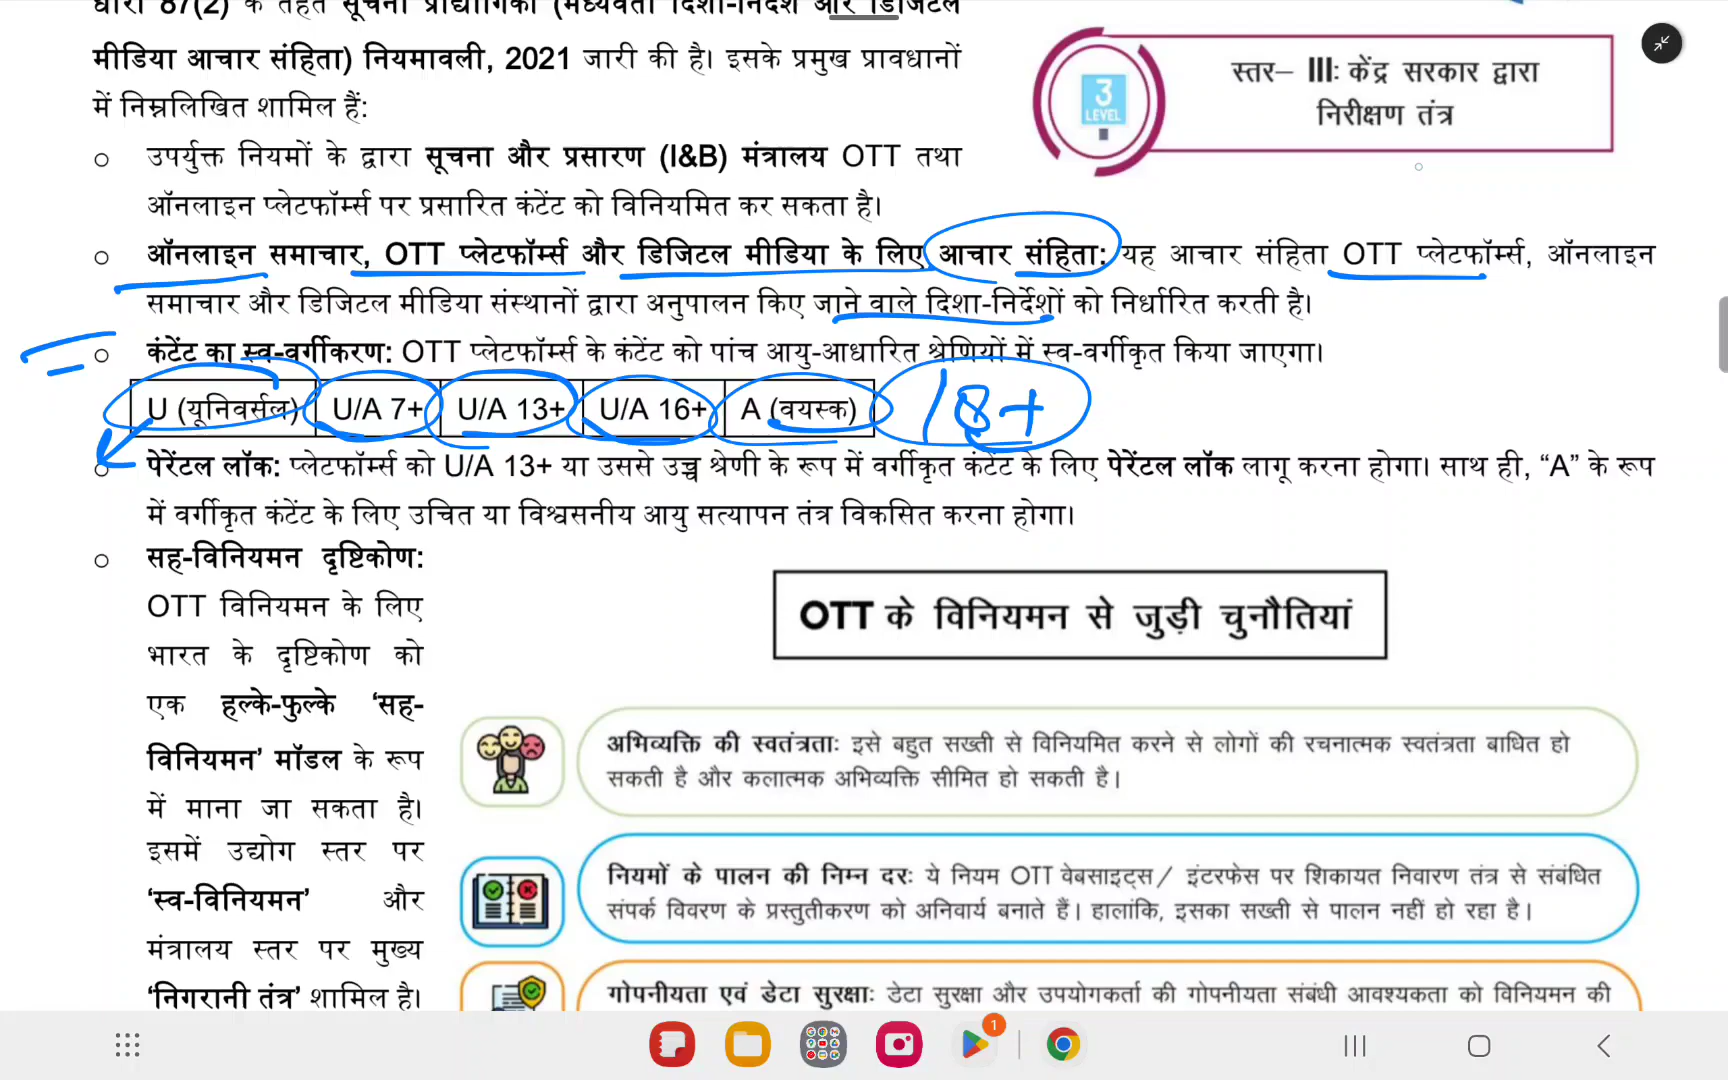 धारा 87(2) के तहत सूचना प्रौद्योगिकी (मध्यवर्ती दिशा-निर्देश और डिजिटल
मीडिया आचार संहिता) नियमावली, 2021 जारी की है। इसके प्रमुख प्रावधानों
में निम्नलिखित शामिल हैं:
3
LEVEL
स्तर– III: केंद्र सरकार द्वारा
निरीक्षण तंत्र
○ उपर्युक्त नियमों के द्वारा सूचना और प्रसारण (I&B) मंत्रालय OTT तथा
ऑनलाइन प्लेटफॉर्म्स पर प्रसारित कंटेंट को विनियमित कर सकता है।
○ ऑनलाइन समाचार, OTT प्लेटफॉर्म्स और डिजिटल मीडिया के लिए आचार संहिता: यह आचार संहिता OTT प्लेटफॉर्म्स, ऑनलाइन
समाचार और डिजिटल मीडिया संस्थानों द्वारा अनुपालन किए जाने वाले दिशा-निर्देशों को निर्धारित करती है।
○ कंटेंट का स्व-वर्गीकरण: OTT प्लेटफॉर्म्स के कंटेंट को पांच आयु-आधारित श्रेणियों में स्व-वर्गीकृत किया जाएगा।
U (यूनिवर्सल) U/A 7+ U/A 13+ U/A 16+ A (वयस्क) 18+
○ पेरेंटल लॉक: प्लेटफॉर्म्स को U/A 13+ या उससे उच्च श्रेणी के रूप में वर्गीकृत कंटेंट के लिए पेरेंटल लॉक लागू करना होगा। साथ ही, “A” के रूप
में वर्गीकृत कंटेंट के लिए उचित या विश्वसनीय आयु सत्यापन तंत्र विकसित करना होगा।
○ सह-विनियमन दृष्टिकोण:
OTT विनियमन के लिए
भारत के दृष्टिकोण को
एक हल्के-फुल्के ‘सह-
विनियमन’ मॉडल के रूप
में माना जा सकता है।
इसमें उद्योग स्तर पर
‘स्व-विनियमन’ और
मंत्रालय स्तर पर मुख्य
‘निगरानी तंत्र’ शामिल है।
OTT के विनियमन से जुड़ी चुनौतियां
अभिव्यक्ति की स्वतंत्रताः इसे बहुत सख्ती से विनियमित करने से लोगों की रचनात्मक स्वतंत्रता बाधित हो
सकती है और कलात्मक अभिव्यक्ति सीमित हो सकती है।
नियमों के पालन की निम्न दरः ये नियम OTT वेबसाइट्स/ इंटरफेस पर शिकायत निवारण तंत्र से संबंधित
संपर्क विवरण के प्रस्तुतीकरण को अनिवार्य बनाते हैं। हालांकि, इसका सख्ती से पालन नहीं हो रहा है।
गोपनीयता एवं डेटा सुरक्षाः डेटा सुरक्षा और उपयोगकर्ता की गोपनीयता संबंधी आवश्यकता को विनियमन की
1